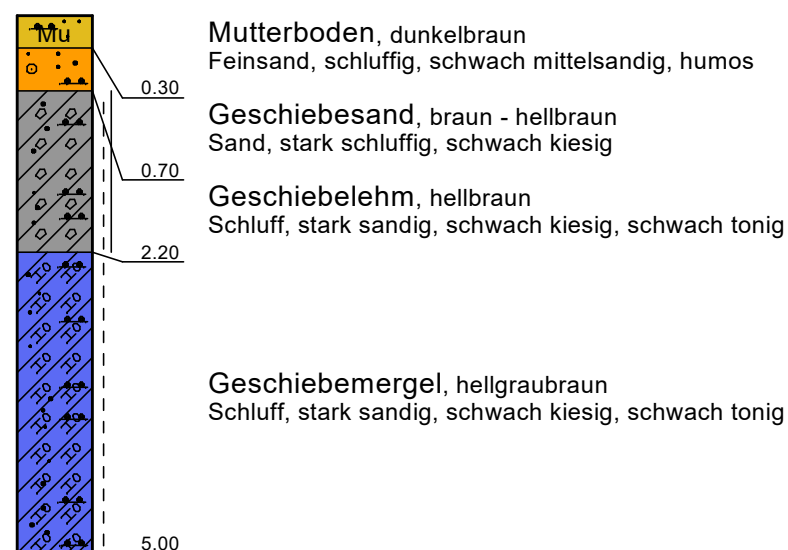 Mu
Mutterboden, dunkelbraun
Feinsand, schluffig, schwach mittelsandig, humos
0.30
Geschiebesand, braun - hellbraun
Sand, stark schluffig, schwach kiesig
0.70
Geschiebelehm, hellbraun
Schluff, stark sandig, schwach kiesig, schwach tonig
2.20
Geschiebemergel, hellgraubraun
Schluff, stark sandig, schwach kiesig, schwach tonig
5.00